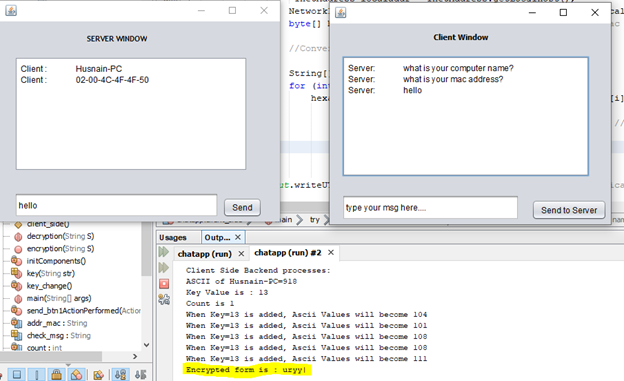 SERVER WINDOW
Client : Husnain-PC
Client : 02-00-4C-4F-4F-50
hello
Send
Client Window
Server: what is your computer name?
Server: what is your mac address?
Server: hello
type your msg here....
Send to Server
Network
byte[]
//Conver
String[
for (int
hexa
[i]
//
t.writeUT
main try
client_side()
decryption(String S)
encryption(String S)
initComponents()
key(String str)
key_change()
main(String[] args)
send_btn1ActionPerformed(Action
addr_mac : String
check_msg : String
count : int
Usages Outp... x
chatapp (run) x chatapp (run) #2 x
Client Side Backend processes:
ASCII of Husnain-PC=918
Key Value is : 13
Count is 1
When Key=13 is added, Ascii Values will become 104
When Key=13 is added, Ascii Values will become 101
When Key=13 is added, Ascii Values will become 108
When Key=13 is added, Ascii Values will become 108
When Key=13 is added, Ascii Values will become 111
Encrypted form is : uryy|